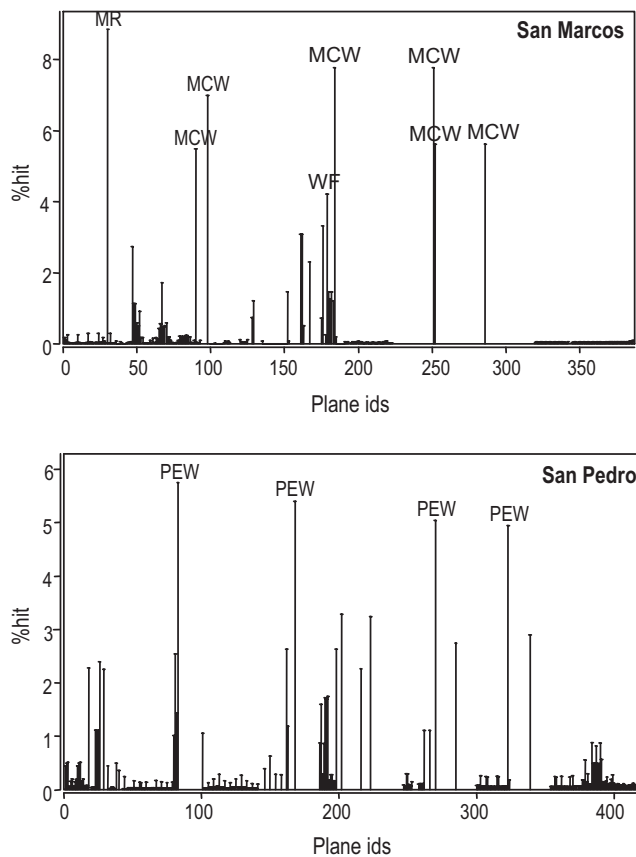 MR
San Marcos
MCW
MCW
MCW
MCW
MCW
MCW
WF
8
6
4
2
0
%hit
0
50
100
150
200
250
300
350
Plane ids
San Pedro
PEW
PEW
PEW
PEW
6
5
4
3
2
1
0
%hit
0
100
200
300
400
Plane ids